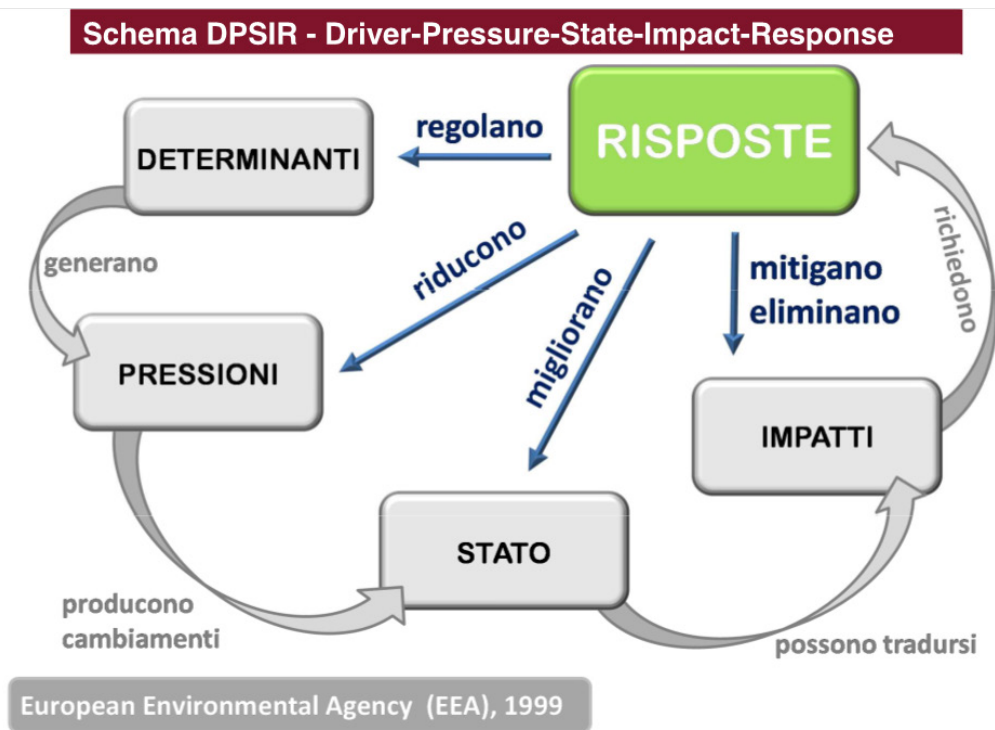 Schema DPSIR - Driver-Pressure-State-Impact-Response
DETERMINANTI
regolano
RISPOSTE
generano
riducono
migliorano
mitigano
eliminano
richiedono
PRESSIONI
IMPATTI
STATO
producono
cambiamenti
possono tradursi
European Environmental Agency (EEA), 1999